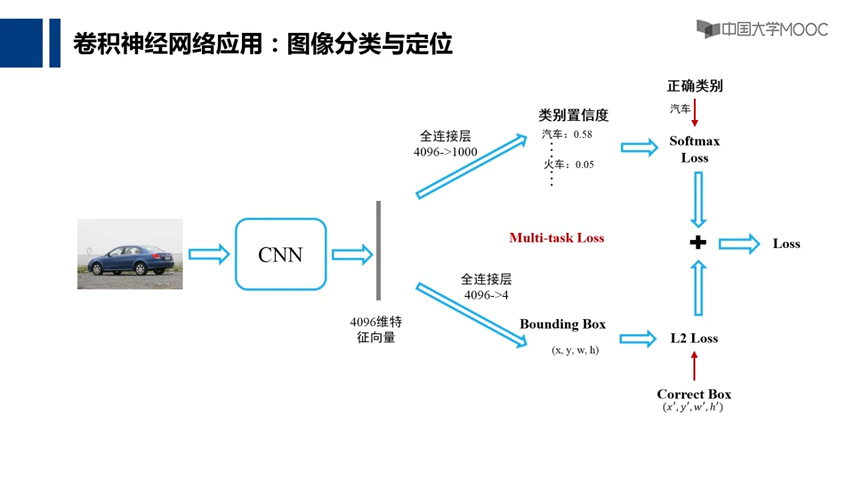 卷积神经网络应用：图像分类与定位
中国大学MOOC
正确类别
汽车
类别置信度
汽车：0.58
火车：0.05
全连接层
4096->1000
Softmax
Loss
CNN
Multi-task Loss
Loss
全连接层
4096->4
4096维特
征向量
Bounding Box
(x, y, w, h)
L2 Loss
Correct Box
(x′, y′, w′, h′)